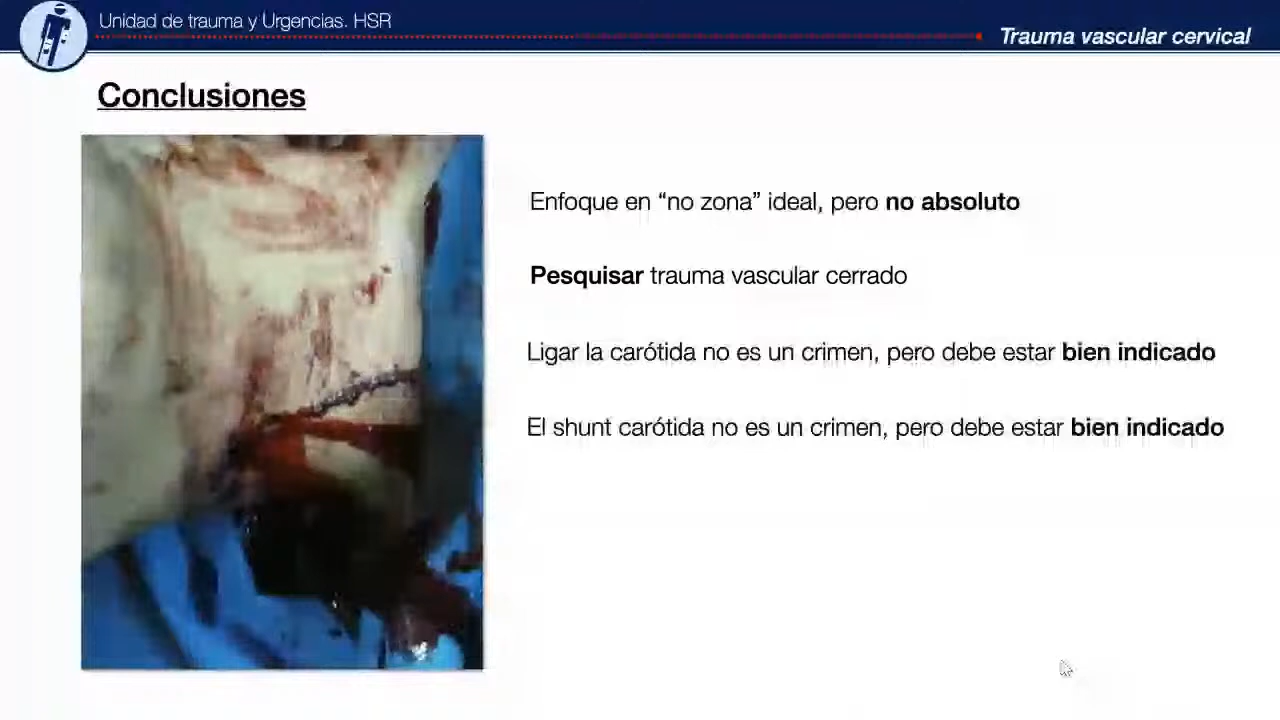 Unidad de trauma y Urgencias. HSR
Trauma vascular cervical
Conclusiones
Enfoque en “no zona” ideal, pero no absoluto
Pesquisar trauma vascular cerrado
Ligar la carótida no es un crimen, pero debe estar bien indicado
El shunt carótida no es un crimen, pero debe estar bien indicado